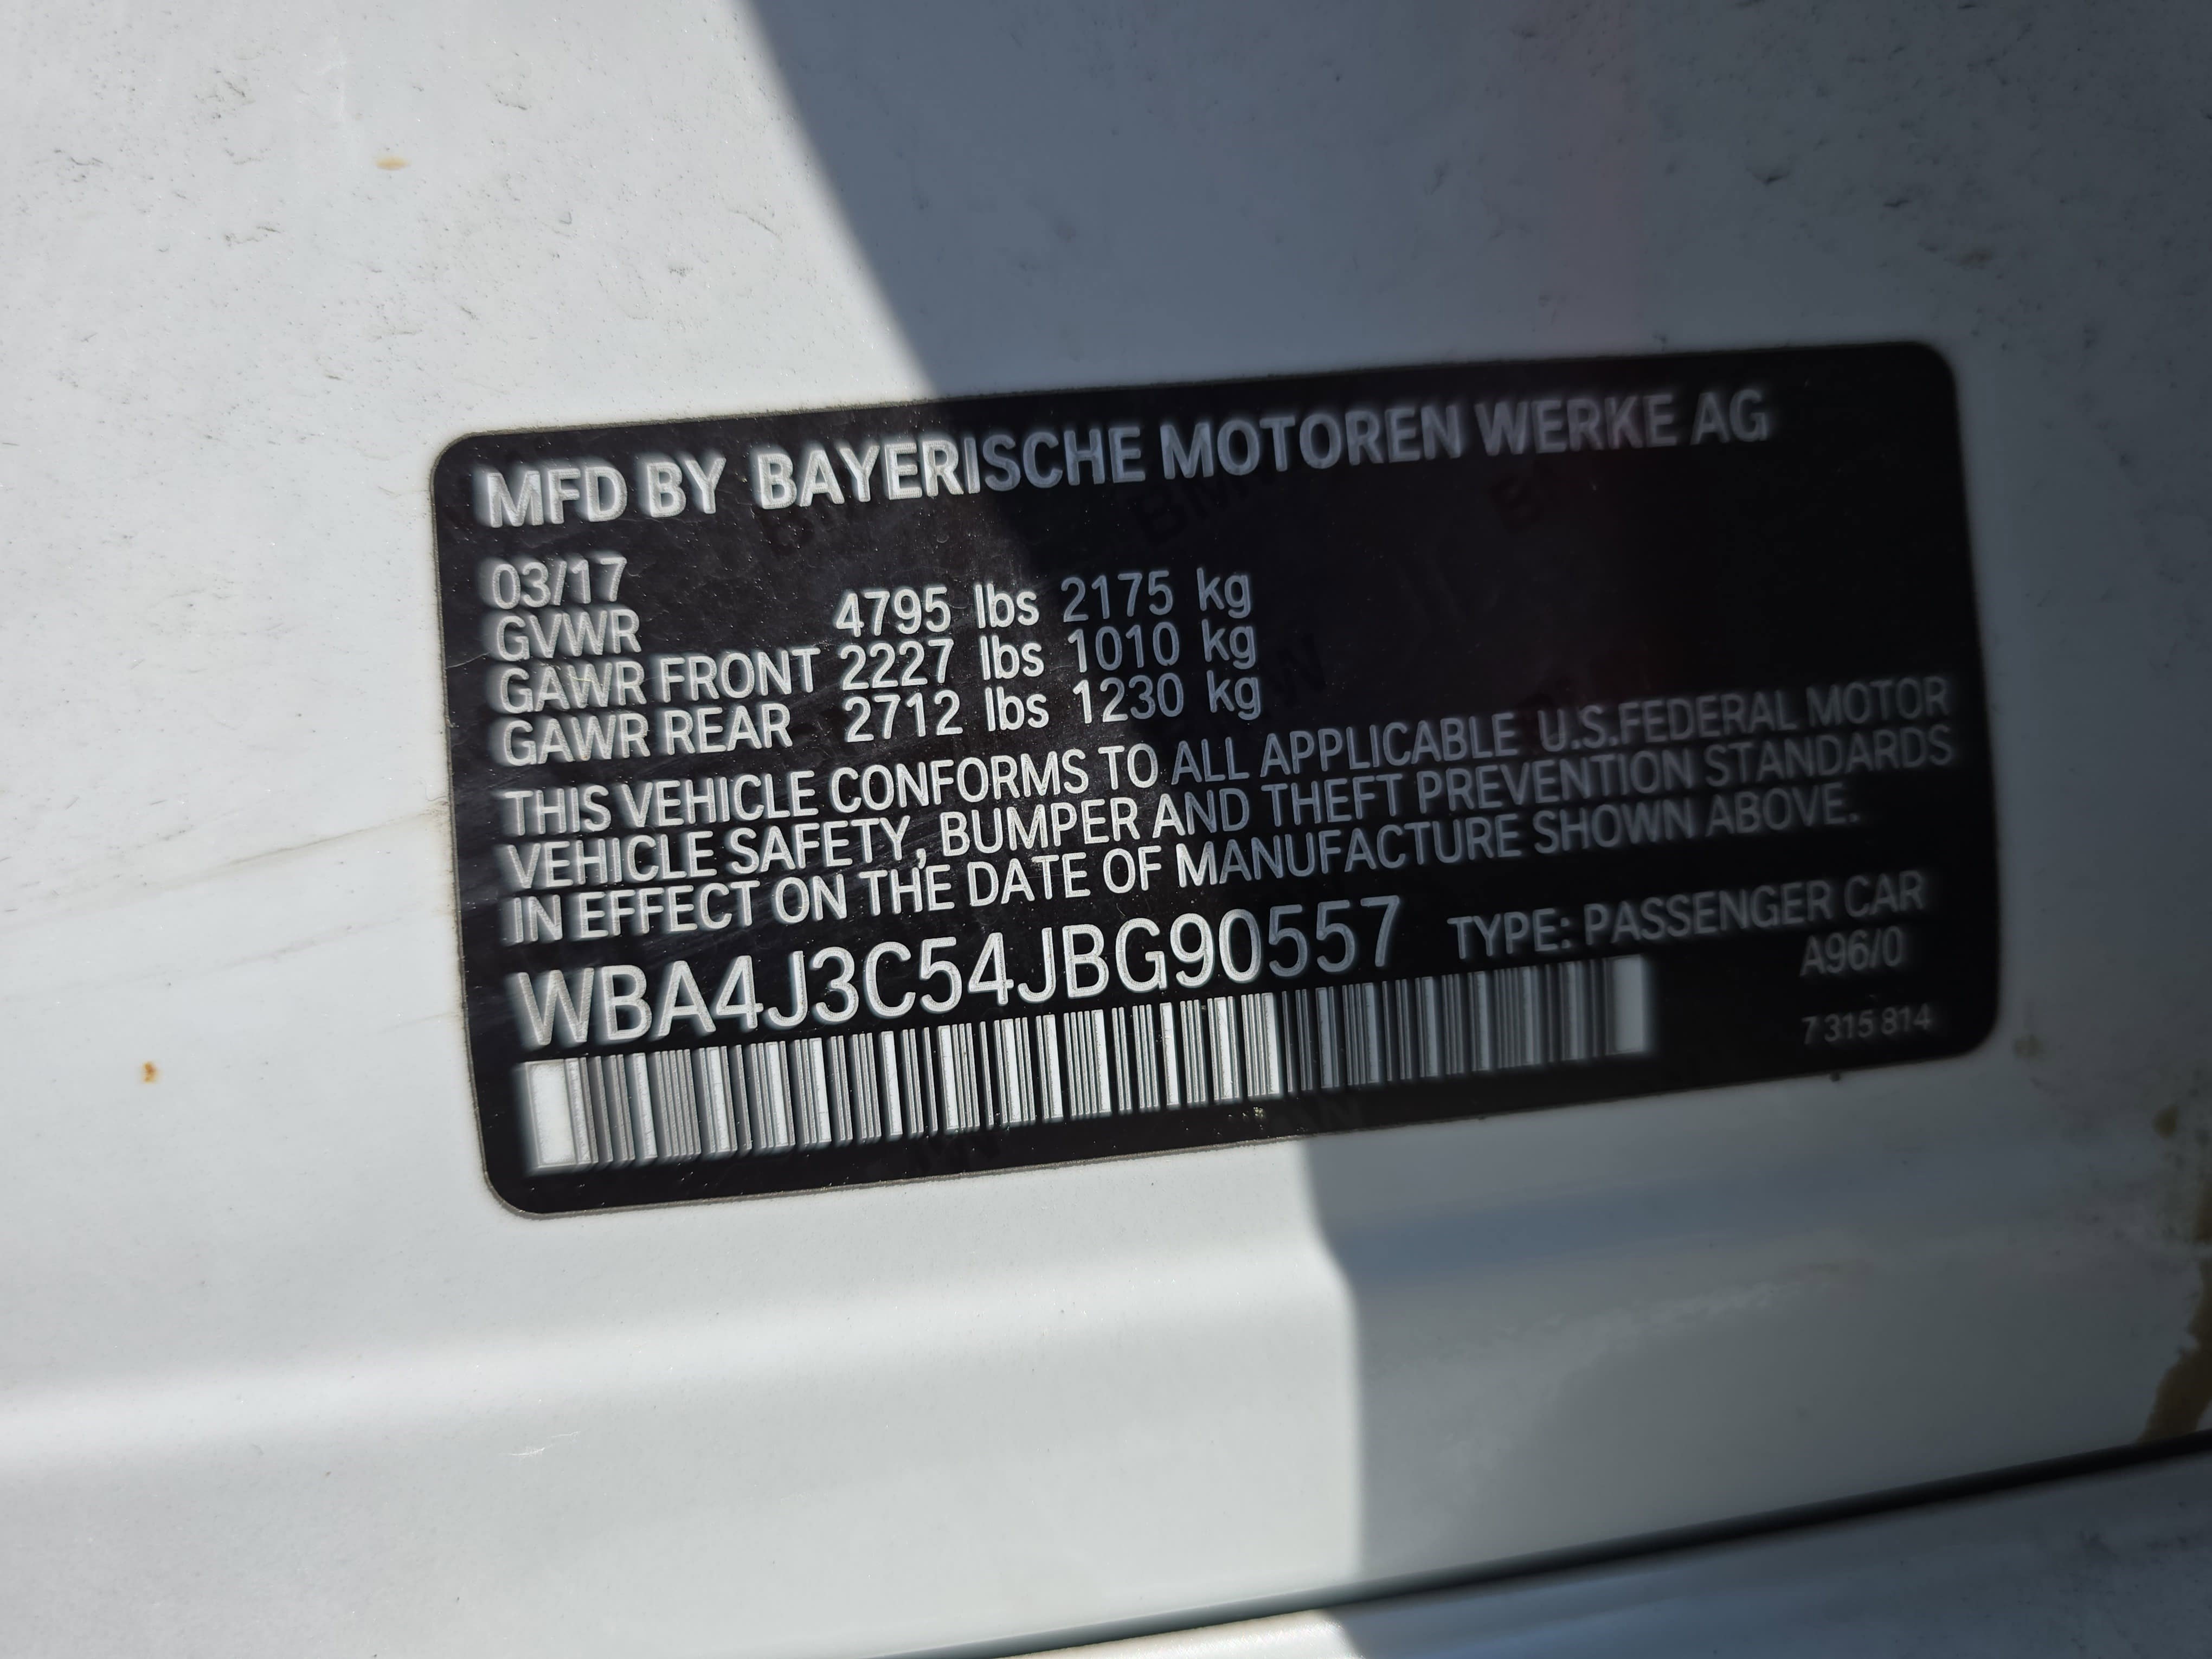 MFD BY BAYERISCHE MOTOREN WERKE AG
03/17
GVWR 4795 lbs 2175 kg
GAWR FRONT 2227 lbs 1010 kg
GAWR REAR 2712 lbs 1230 kg
THIS VEHICLE CONFORMS TO ALL APPLICABLE U.S.FEDERAL MOTOR
VEHICLE SAFETY, BUMPER AND THEFT PREVENTION STANDARDS
IN EFFECT ON THE DATE OF MANUFACTURE SHOWN ABOVE.
WBA4J3C54JBG90557 TYPE: PASSENGER CAR
A96/0
7 315 814